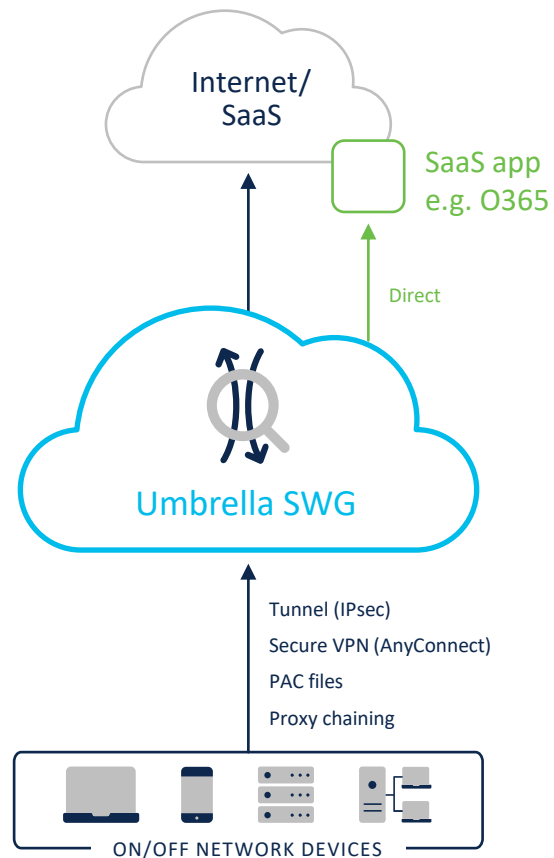 Internet/
SaaS
SaaS app
e.g. O365
Direct
Umbrella SWG
Tunnel (IPsec)
Secure VPN (AnyConnect)
PAC files
Proxy chaining
ON/OFF NETWORK DEVICES